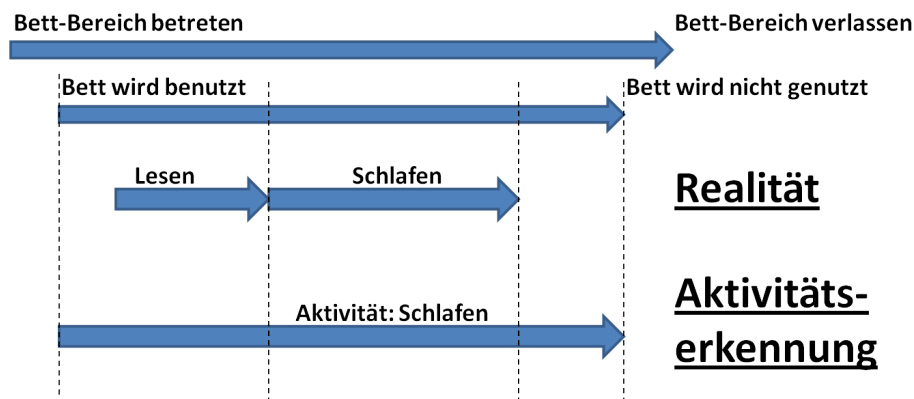 Bett-Bereich betreten
Bett-Bereich verlassen
Bett wird benutzt
Bett wird nicht genutzt
Lesen
Schlafen
Realität
Aktivität: Schlafen
Aktivitäts-
erkennung